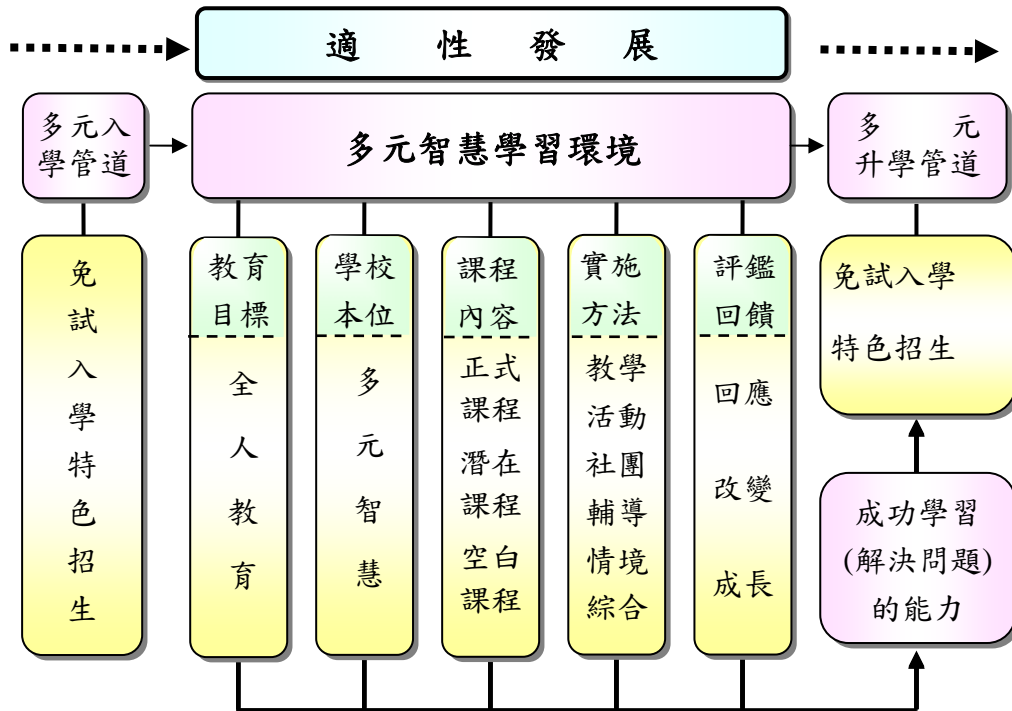 適性發展
多元入
學管道
多元智慧學習環境
多元
升學管道
免試入學特色招生
教育
目標
全人教育
學校
本位
多元智慧
課程
內容
正式
課程
潛在
課程
空白
課程
實施
方法
教學
活動
社團
輔導
情境
綜合
評鑑
回饋
回應
改變
成長
免試入學
特色招生
成功學習
(解決問題)
的能力